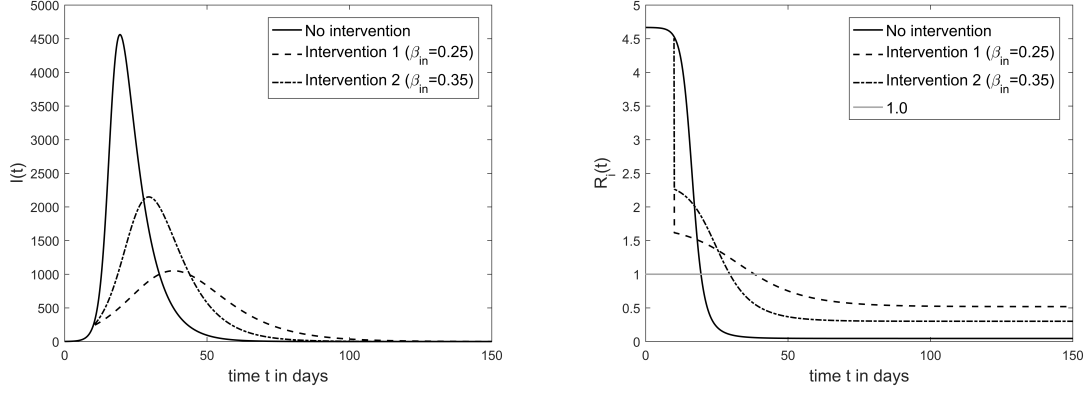 5000
4500
4000
3500
3000
2500
2000
1500
1000
500
0
I(t)
0 50 100 150
time t in days
No intervention
Intervention 1 (β_in=0.25)
Intervention 2 (β_in=0.35)
5
4.5
4
3.5
3
2.5
2
1.5
1
0.5
0
R_i(t)
0 50 100 150
time t in days
No intervention
Intervention 1 (β_in=0.25)
Intervention 2 (β_in=0.35)
1.0